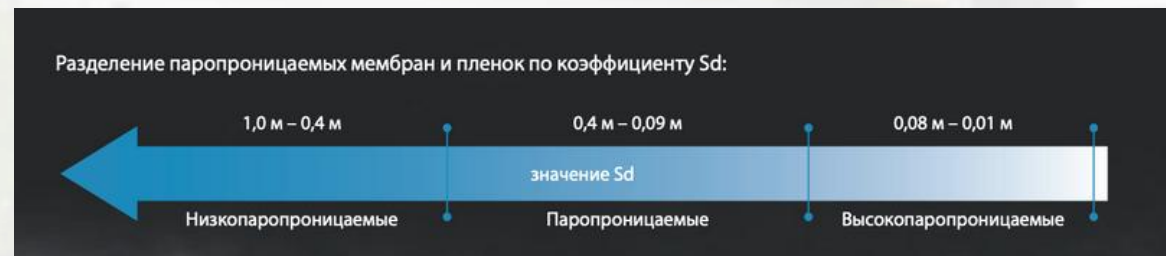 Разделение паропроницаемых мембран и пленок по коэффициенту Sd:
1,0 м – 0,4 м
0,4 м – 0,09 м
0,08 м – 0,01 м
значение Sd
Низкопаропроницаемые
Паропроницаемые
Высокопаропроницаемые